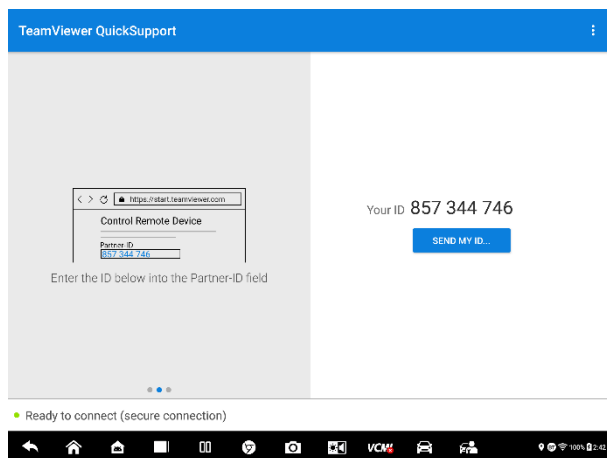 TeamViewer QuickSupport
https://start.teamviewer.com
Control Remote Device
Partner-ID
857 344 746
Enter the ID below into the Partner-ID field
Your ID 857 344 746
SEND MY ID...
Ready to connect (secure connection)
VCMI
100% 2:42